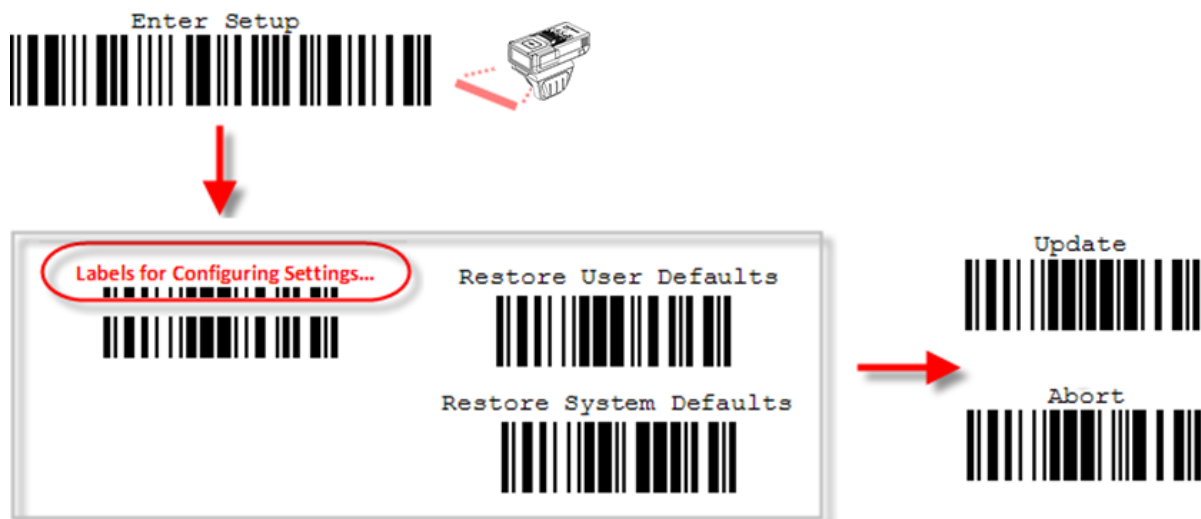 Enter Setup
Labels for Configuring Settings...
Restore User Defaults
Restore System Defaults
Update
Abort